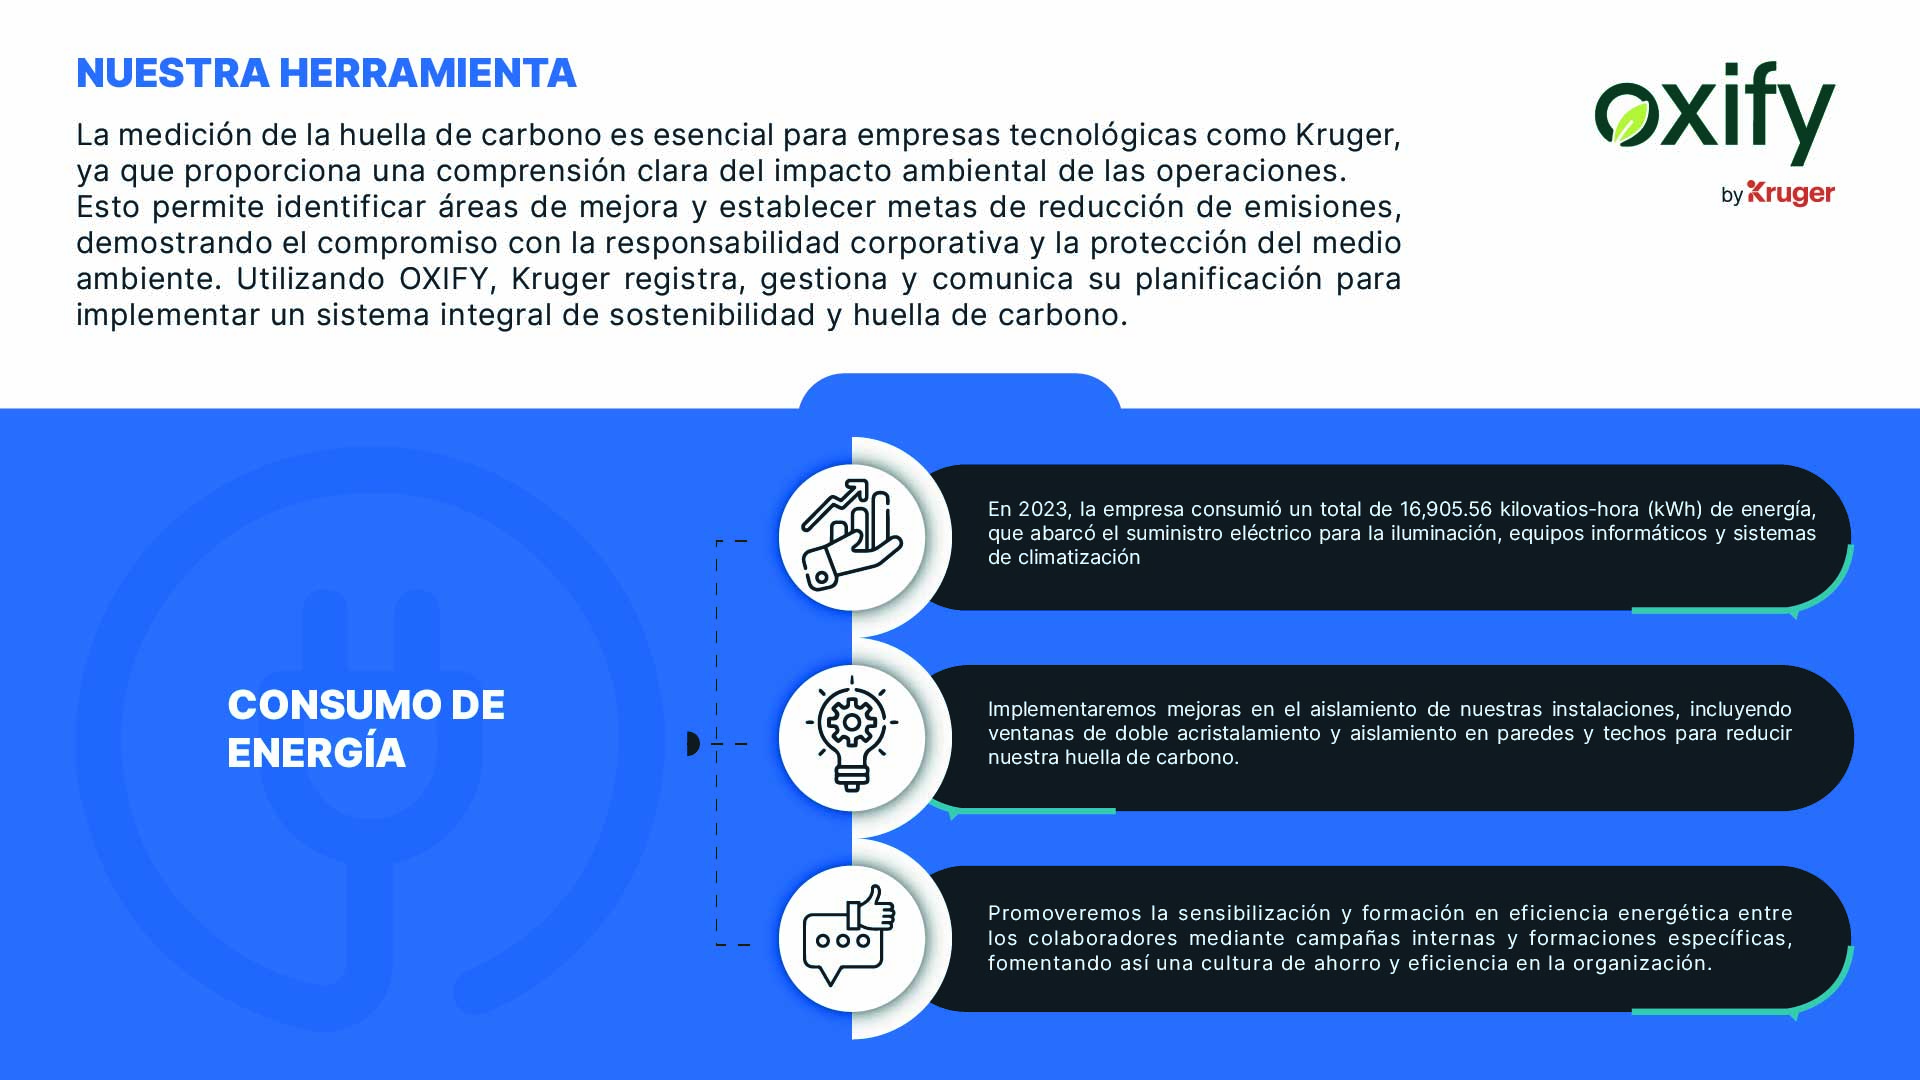 NUESTRA HERRAMIENTA
La medición de la huella de carbono es esencial para empresas tecnológicas como Kruger,
ya que proporciona una comprensión clara del impacto ambiental de las operaciones.
Esto permite identificar áreas de mejora y establecer metas de reducción de emisiones,
demostrando el compromiso con la responsabilidad corporativa y la protección del medio
ambiente. Utilizando OXIFY, Kruger registra, gestiona y comunica su planificación para
implementar un sistema integral de sostenibilidad y huella de carbono.
oxify
by Kruger
CONSUMO DE
ENERGÍA
En 2023, la empresa consumió un total de 16,905.56 kilovatios-hora (kWh) de energía,
que abarcó el suministro eléctrico para la iluminación, equipos informáticos y sistemas
de climatización
Implementaremos mejoras en el aislamiento de nuestras instalaciones, incluyendo
ventanas de doble acristalamiento y aislamiento en paredes y techos para reducir
nuestra huella de carbono.
Promoveremos la sensibilización y formación en eficiencia energética entre
los colaboradores mediante campañas internas y formaciones específicas,
fomentando así una cultura de ahorro y eficiencia en la organización.